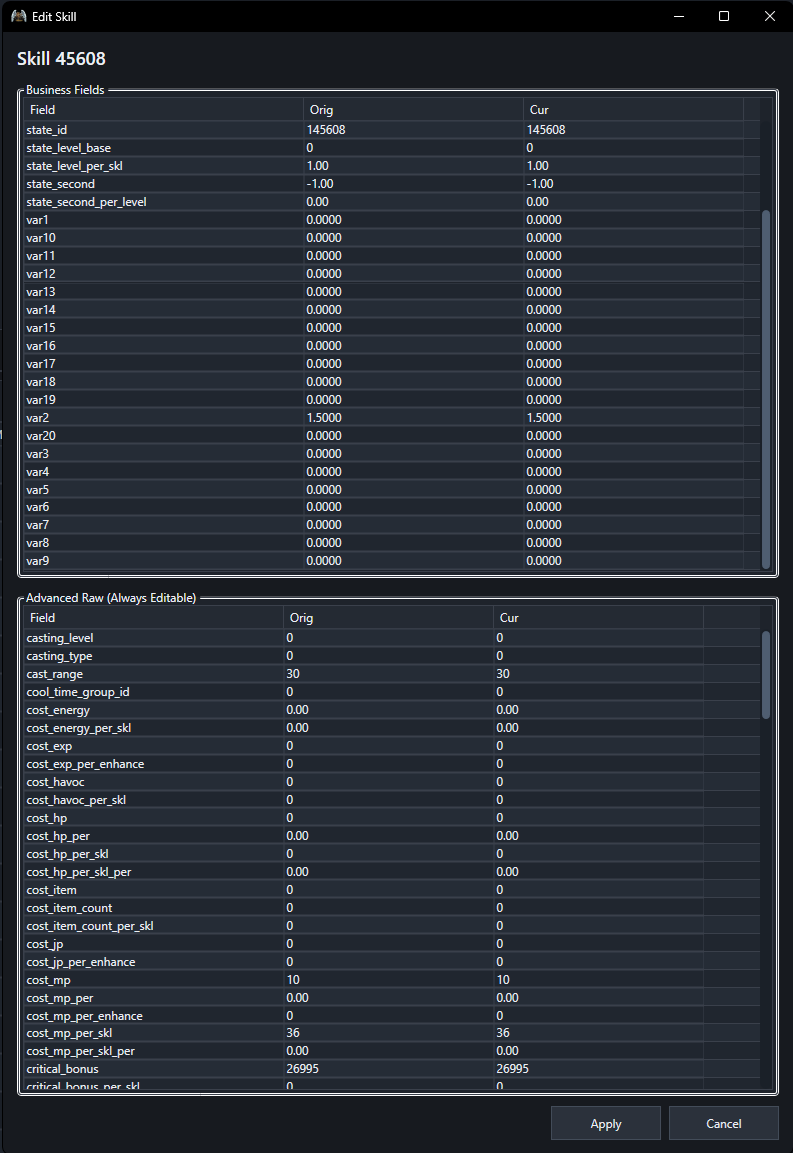 Edit Skill
Skill 45608
Business Fields
Field Orig Cur
state_id 145608 145608
state_level_base 0 0
state_level_per_skl 1.00 1.00
state_second -1.00 -1.00
state_second_per_level 0.00 0.00
var1 0.0000 0.0000
var10 0.0000 0.0000
var11 0.0000 0.0000
var12 0.0000 0.0000
var13 0.0000 0.0000
var14 0.0000 0.0000
var15 0.0000 0.0000
var16 0.0000 0.0000
var17 0.0000 0.0000
var18 0.0000 0.0000
var19 0.0000 0.0000
var2 1.5000 1.5000
var20 0.0000 0.0000
var3 0.0000 0.0000
var4 0.0000 0.0000
var5 0.0000 0.0000
var6 0.0000 0.0000
var7 0.0000 0.0000
var8 0.0000 0.0000
var9 0.0000 0.0000
Advanced Raw (Always Editable)
Field Orig Cur
casting_level 0 0
casting_type 0 0
cast_range 30 30
cool_time_group_id 0 0
cost_energy 0.00 0.00
cost_energy_per_skl 0.00 0.00
cost_exp 0 0
cost_exp_per_enhance 0 0
cost_havoc 0 0
cost_havoc_per_skl 0 0
cost_hp 0 0
cost_hp_per 0.00 0.00
cost_hp_per_skl 0 0
cost_hp_per_skl_per 0.00 0.00
cost_item 0 0
cost_item_count 0 0
cost_item_count_per_skl 0 0
cost_jp 0 0
cost_jp_per_enhance 0 0
cost_mp 10 10
cost_mp_per 0.00 0.00
cost_mp_per_enhance 0 0
cost_mp_per_skl 36 36
cost_mp_per_skl_per 0.00 0.00
critical_bonus 26995 26995
critical_bonus_per_skl 0 0
Apply Cancel